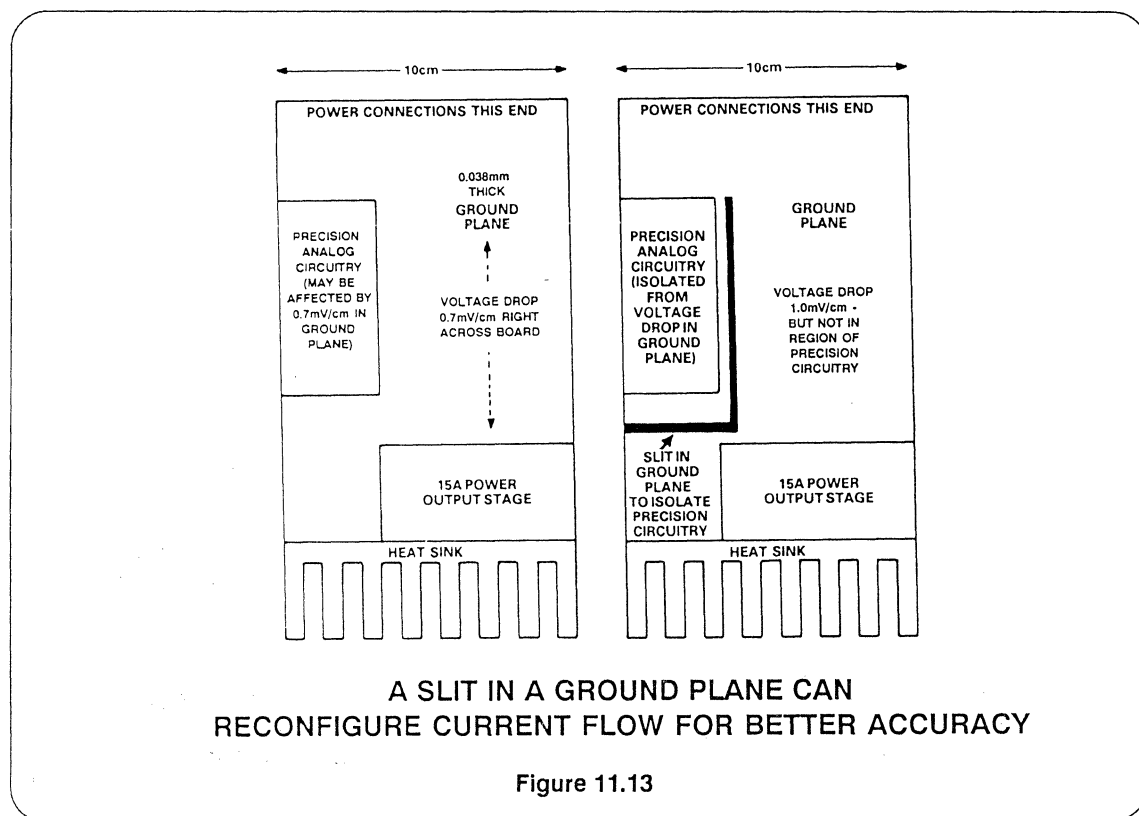 10cm
POWER CONNECTIONS THIS END
0.038mm
THICK
GROUND
PLANE
PRECISION
ANALOG
CIRCUITRY
(MAY BE
AFFECTED BY
0.7mV/cm IN
GROUND
PLANE)
VOLTAGE DROP
0.7mV/cm RIGHT
ACROSS BOARD
15A POWER
OUTPUT STAGE
HEAT SINK
10cm
POWER CONNECTIONS THIS END
GROUND
PLANE
PRECISION
ANALOG
CIRCUITRY
(ISOLATED
FROM
VOLTAGE
DROP IN
GROUND
PLANE)
VOLTAGE DROP
1.0mV/cm -
BUT NOT IN
REGION OF
PRECISION
CIRCUITRY
SLIT IN
GROUND
PLANE
TO ISOLATE
PRECISION
CIRCUITRY
15A POWER
OUTPUT STAGE
HEAT SINK
A SLIT IN A GROUND PLANE CAN
RECONFIGURE CURRENT FLOW FOR BETTER ACCURACY
Figure 11.13